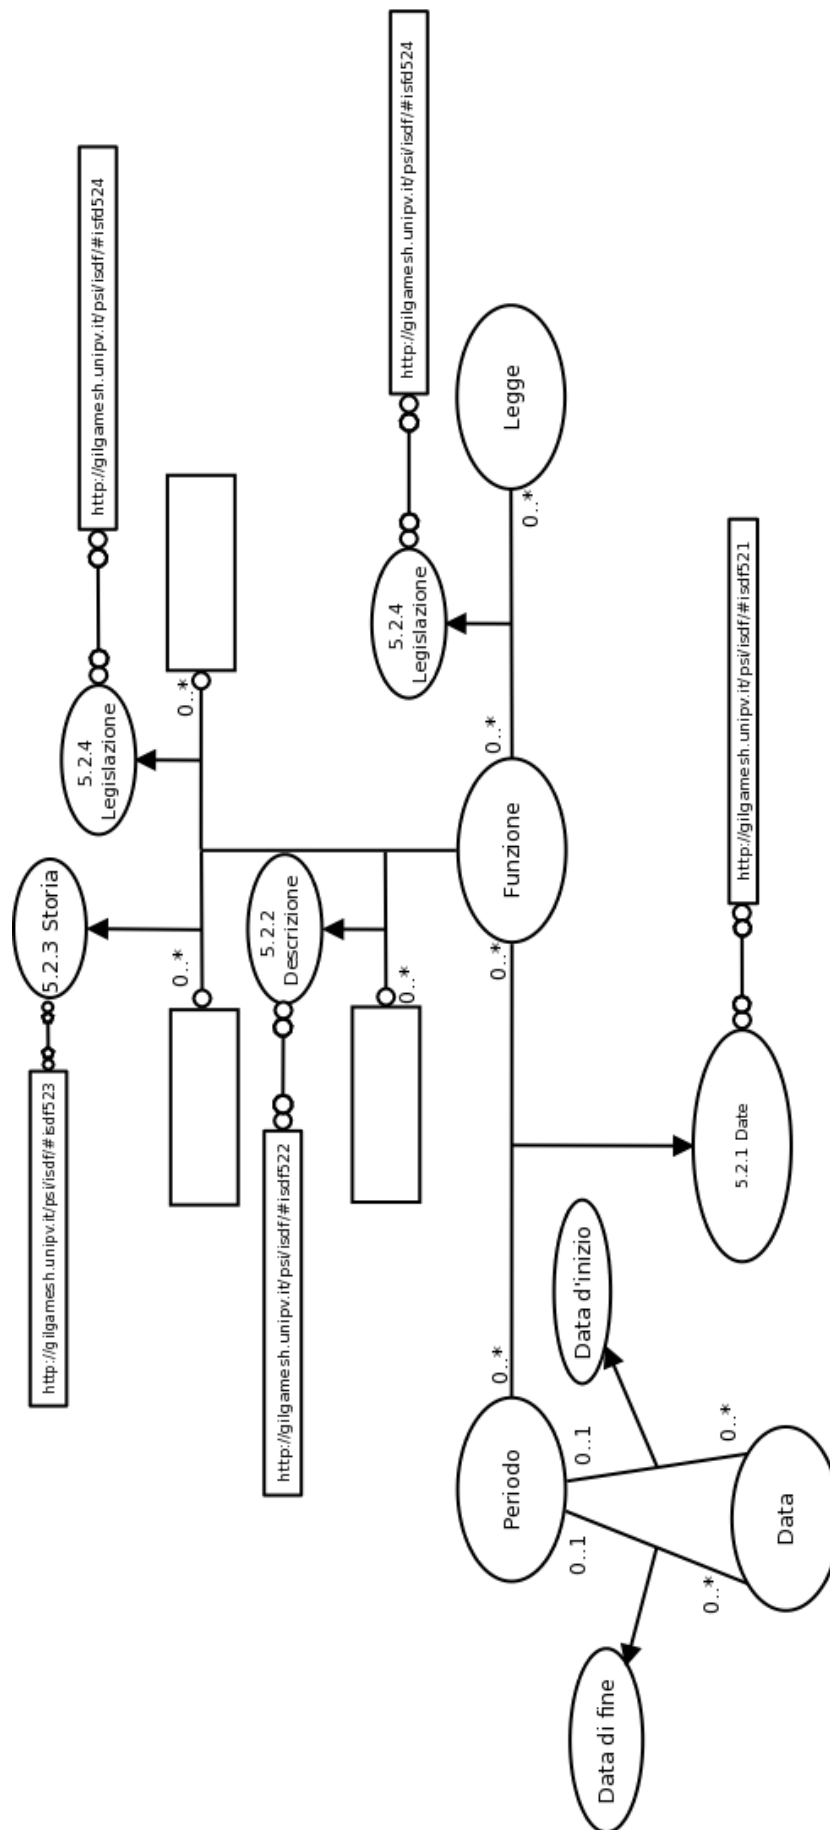 http://gilgamesh.unipv.it/psi/isdf/#isdf523
5.2.3 Storia
5.2.4
Legislazione
http://gilgamesh.unipv.it/psi/isdf/#isfd524
0..*
0..*
http://gilgamesh.unipv.it/psi/isdf/#isdf522
5.2.2
Descrizione
0..*
5.2.4
Legislazione
http://gilgamesh.unipv.it/psi/isdf/#isfd524
Periodo
0..*
0..*
Funzione
0..*
0..*
Legge
0..1
0..1
Data d'inizio
Data di fine
0..*
0..*
5.2.1 Date
http://gilgamesh.unipv.it/psi/isdf/#isdf521
Data